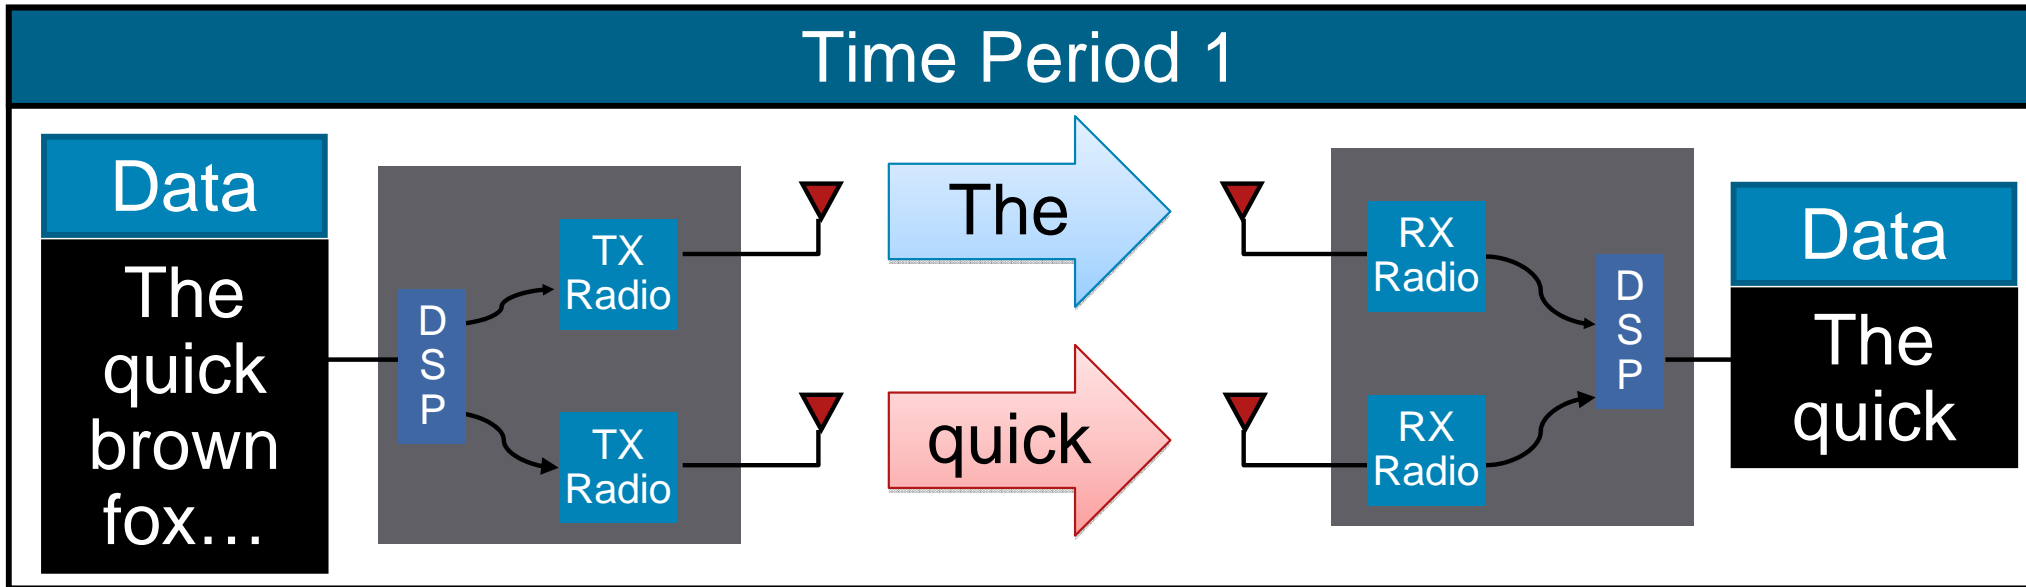 Time Period 1
Data
The
quick
brown
fox…
D
S
P
TX
Radio
TX
Radio
The
quick
RX
Radio
RX
Radio
D
S
P
Data
The
quick